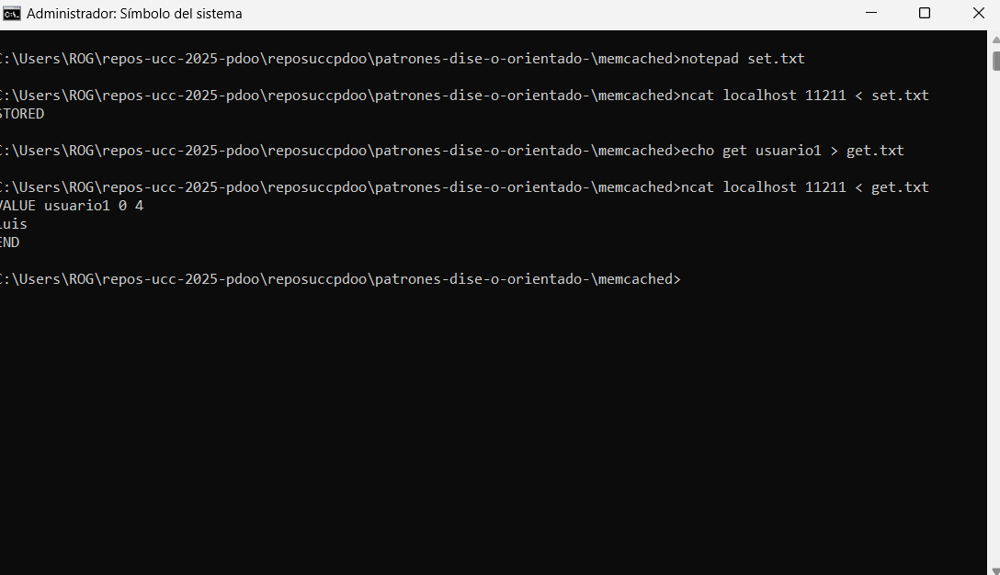 Administrador: Símbolo del sistema
C:\Users\ROG\repos-ucc-2025-pdoo\reposuccpdoo\patrones-dise-o-orientado-\memcached>notepad set.txt
C:\Users\ROG\repos-ucc-2025-pdoo\reposuccpdoo\patrones-dise-o-orientado-\memcached>ncat localhost 11211 < set.txt
STORED
C:\Users\ROG\repos-ucc-2025-pdoo\reposuccpdoo\patrones-dise-o-orientado-\memcached>echo get usuario1 > get.txt
C:\Users\ROG\repos-ucc-2025-pdoo\reposuccpdoo\patrones-dise-o-orientado-\memcached>ncat localhost 11211 < get.txt
VALUE usuario1 0 4
Luis
END
C:\Users\ROG\repos-ucc-2025-pdoo\reposuccpdoo\patrones-dise-o-orientado-\memcached>